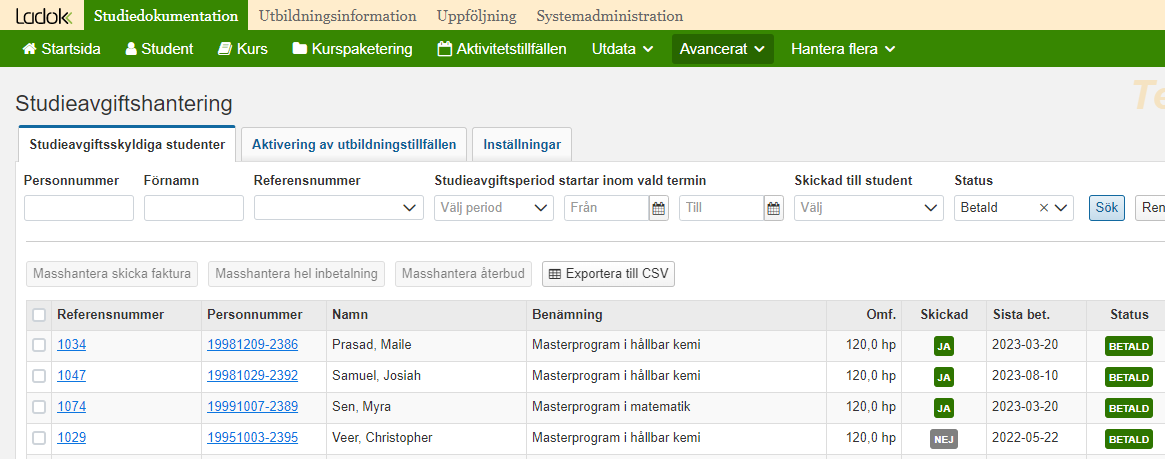 Ladok Studiedokumentation Utbildningsinformation Uppföljning Systemadministration
Startsida Student Kurs Kurspaketering Aktivitetstillfällen Utdata Avancerat Hantera flera
Te
Studieavgiftshantering
Studieavgiftsskyldiga studenter Aktivering av utbildningstillfällen Inställningar
Personnummer Förnamn Referensnummer Studieavgiftsperiod startar inom vald termin Skickad till student Status
Välj period Från Till Välj Betald Sök Ren
Masshantera skicka faktura Masshantera hel inbetalning Masshantera återbud Exportera till CSV
Referensnummer Personnummer Namn Benämning Omf. Skickad Sista bet. Status
1034 19981209-2386 Prasad, Maile Masterprogram i hållbar kemi 120,0 hp JA 2023-03-20 BETALD
1047 19981029-2392 Samuel, Josiah Masterprogram i hållbar kemi 120,0 hp JA 2023-08-10 BETALD
1074 19991007-2389 Sen, Myra Masterprogram i matematik 120,0 hp JA 2023-03-20 BETALD
1029 19951003-2395 Veer, Christopher Masterprogram i hållbar kemi 120,0 hp NEJ 2022-05-22 BETALD